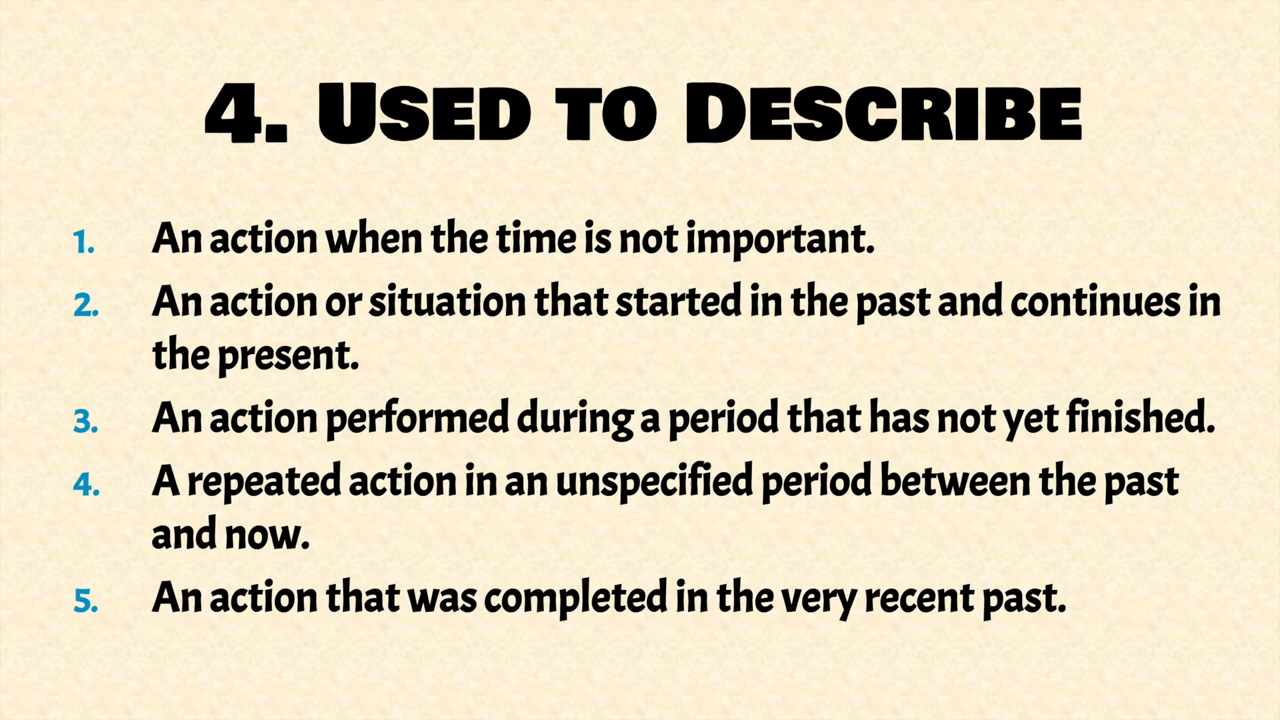 4. Used to Describe
1. An action when the time is not important.
2. An action or situation that started in the past and continues in
the present.
3. An action performed during a period that has not yet finished.
4. A repeated action in an unspecified period between the past
and now.
5. An action that was completed in the very recent past.